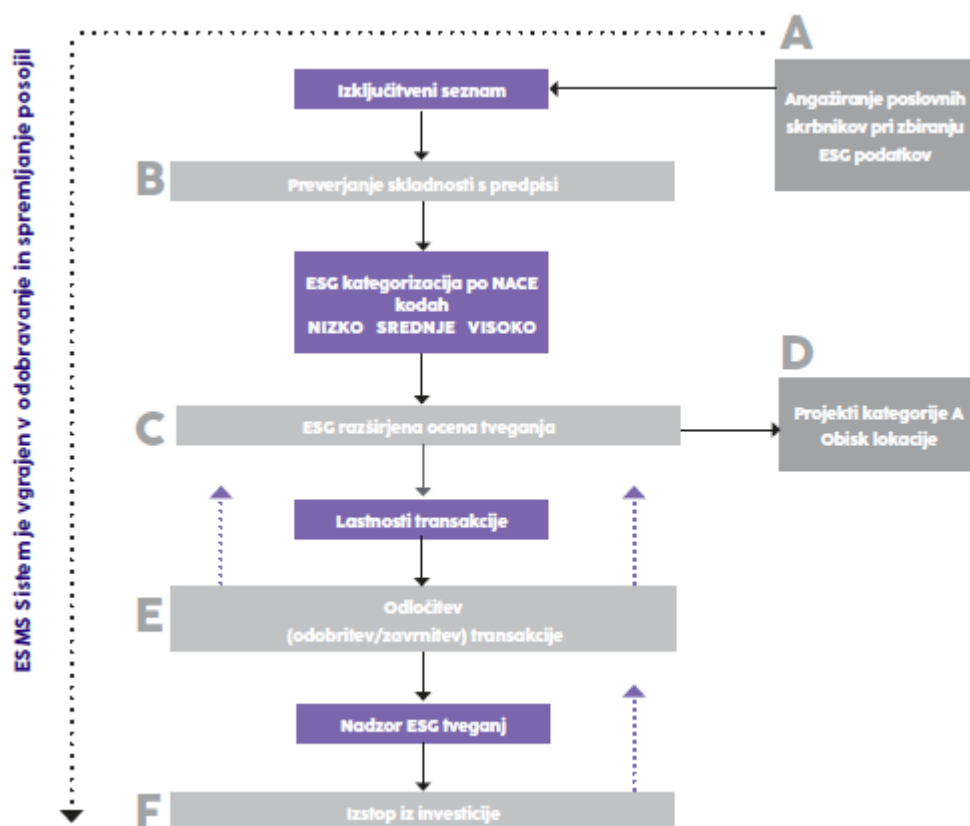 ESMS Sistem je vgrajen v odobravanje in spremljanje posojil
A
Angažiranje poslovnih
skrbnikov pri zbiranju
ESG podatkov
Izključitveni seznam
B
Preverjanje skladnosti s predpisi
ESG kategorizacija po NACE
kodah
NIZKO SREDNJE VISOKO
C
ESG razširjena ocena tveganja
D
Projekti kategorije A
Obisk lokacije
Lastnosti transakcije
E
Odločitev
(odobritev/zavrnitev) transakcije
Nadzor ESG tveganj
F
Izstop iz investicije